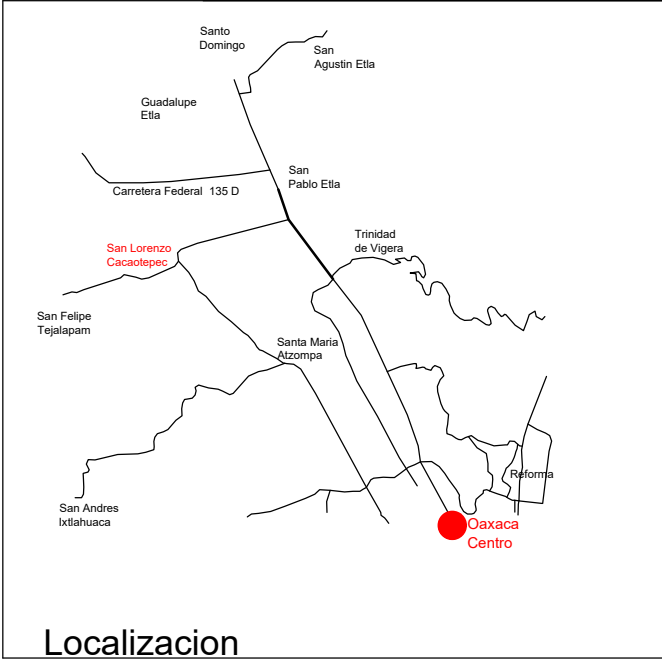 Santo
Domingo
San
Agustin Etla
Guadalupe
Etla
San
Pablo Etla
Carretera Federal 135 D
Trinidad
de Vigera
San Lorenzo
Cacaotepec
San Felipe
Tejalapam
Santa Maria
Atzompa
Reforma
San Andres
Ixtlahuaca
Oaxaca
Centro
Localizacion